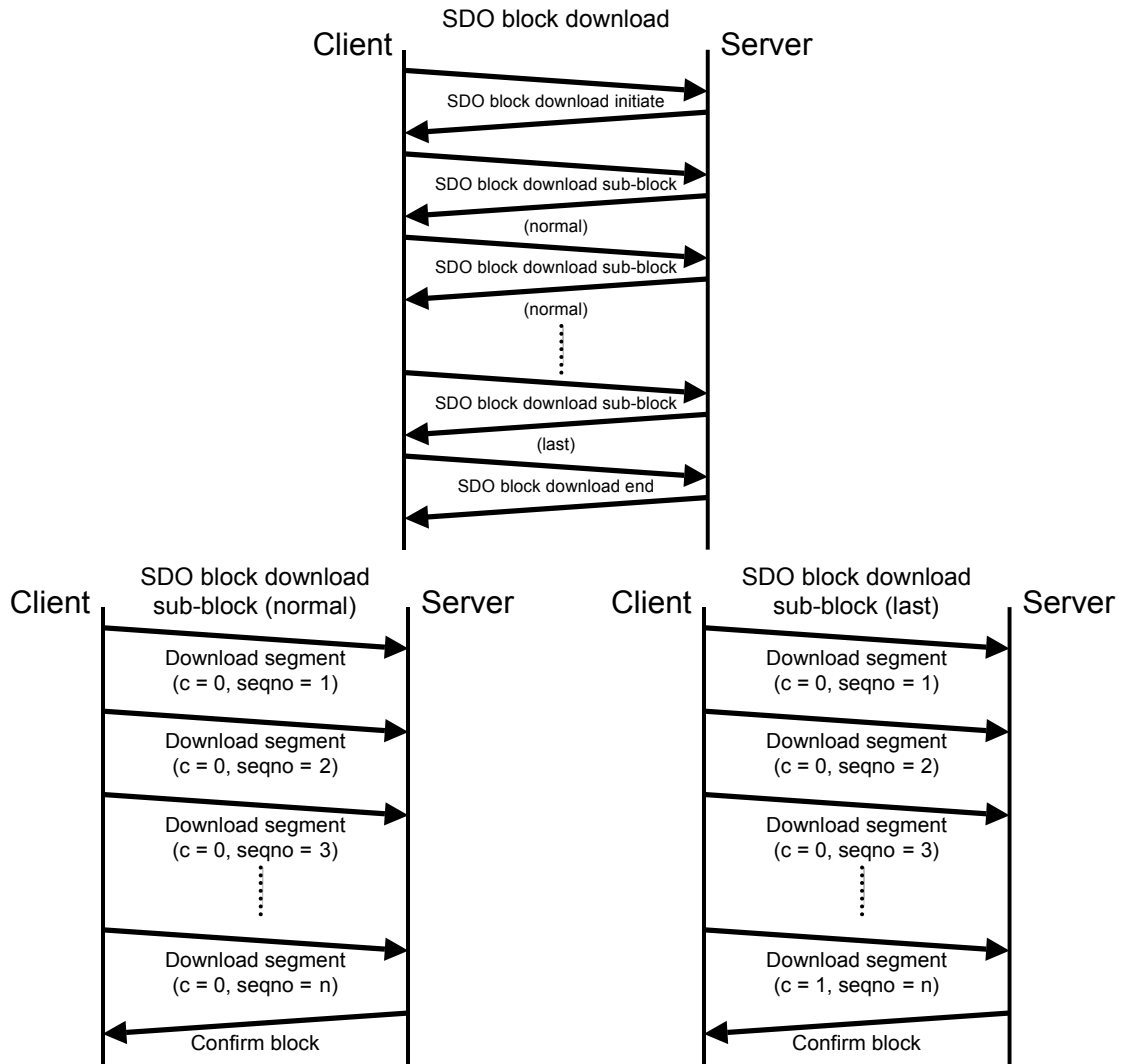 SDO block download
Client
Server
SDO block download initiate
SDO block download sub-block
(normal)
SDO block download sub-block
(normal)
SDO block download sub-block
(last)
SDO block download end
SDO block download
sub-block (normal)
Client
Server
Download segment
(c = 0, seqno = 1)
Download segment
(c = 0, seqno = 2)
Download segment
(c = 0, seqno = 3)
Download segment
(c = 0, seqno = n)
Confirm block
SDO block download
sub-block (last)
Client
Server
Download segment
(c = 0, seqno = 1)
Download segment
(c = 0, seqno = 2)
Download segment
(c = 0, seqno = 3)
Download segment
(c = 1, seqno = n)
Confirm block